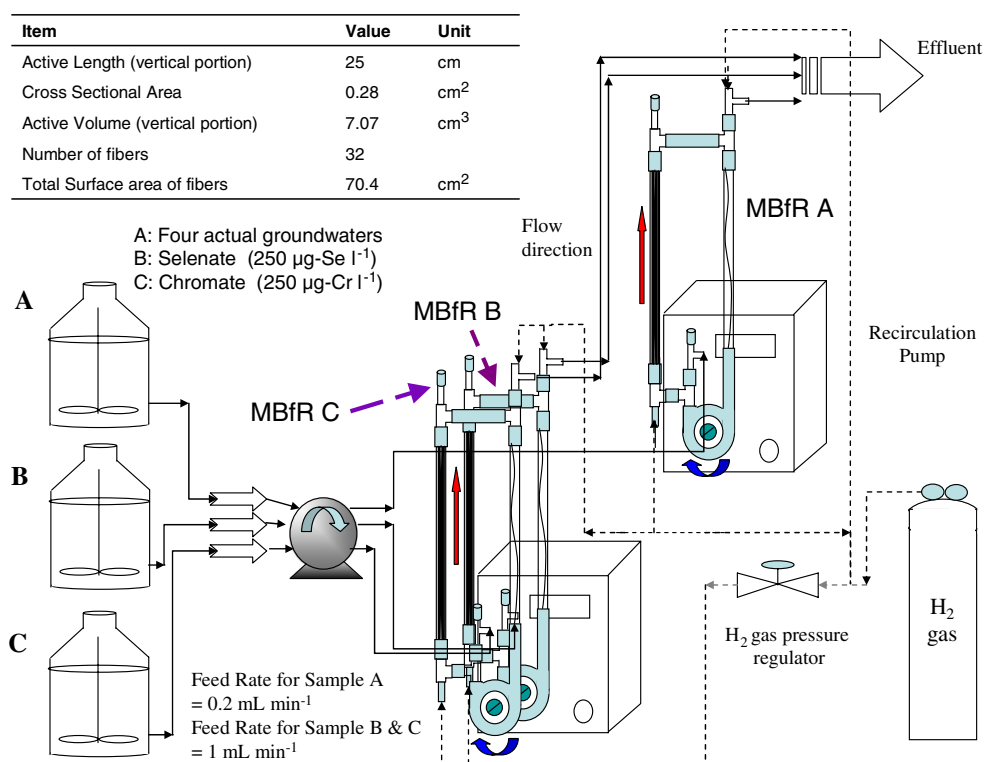 Item Value Unit
Active Length (vertical portion) 25 cm
Cross Sectional Area 0.28 cm²
Active Volume (vertical portion) 7.07 cm³
Number of fibers 32
Total Surface area of fibers 70.4 cm²
A: Four actual groundwaters
B: Selenate (250 µg-Se l⁻¹)
C: Chromate (250 µg-Cr l⁻¹)
Effluent
MBfR A
Flow
direction
A
MBfR B
Recirculation
Pump
MBfR C
B
H₂
gas
H₂ gas pressure
regulator
C
Feed Rate for Sample A
= 0.2 mL min⁻¹
Feed Rate for Sample B & C
= 1 mL min⁻¹